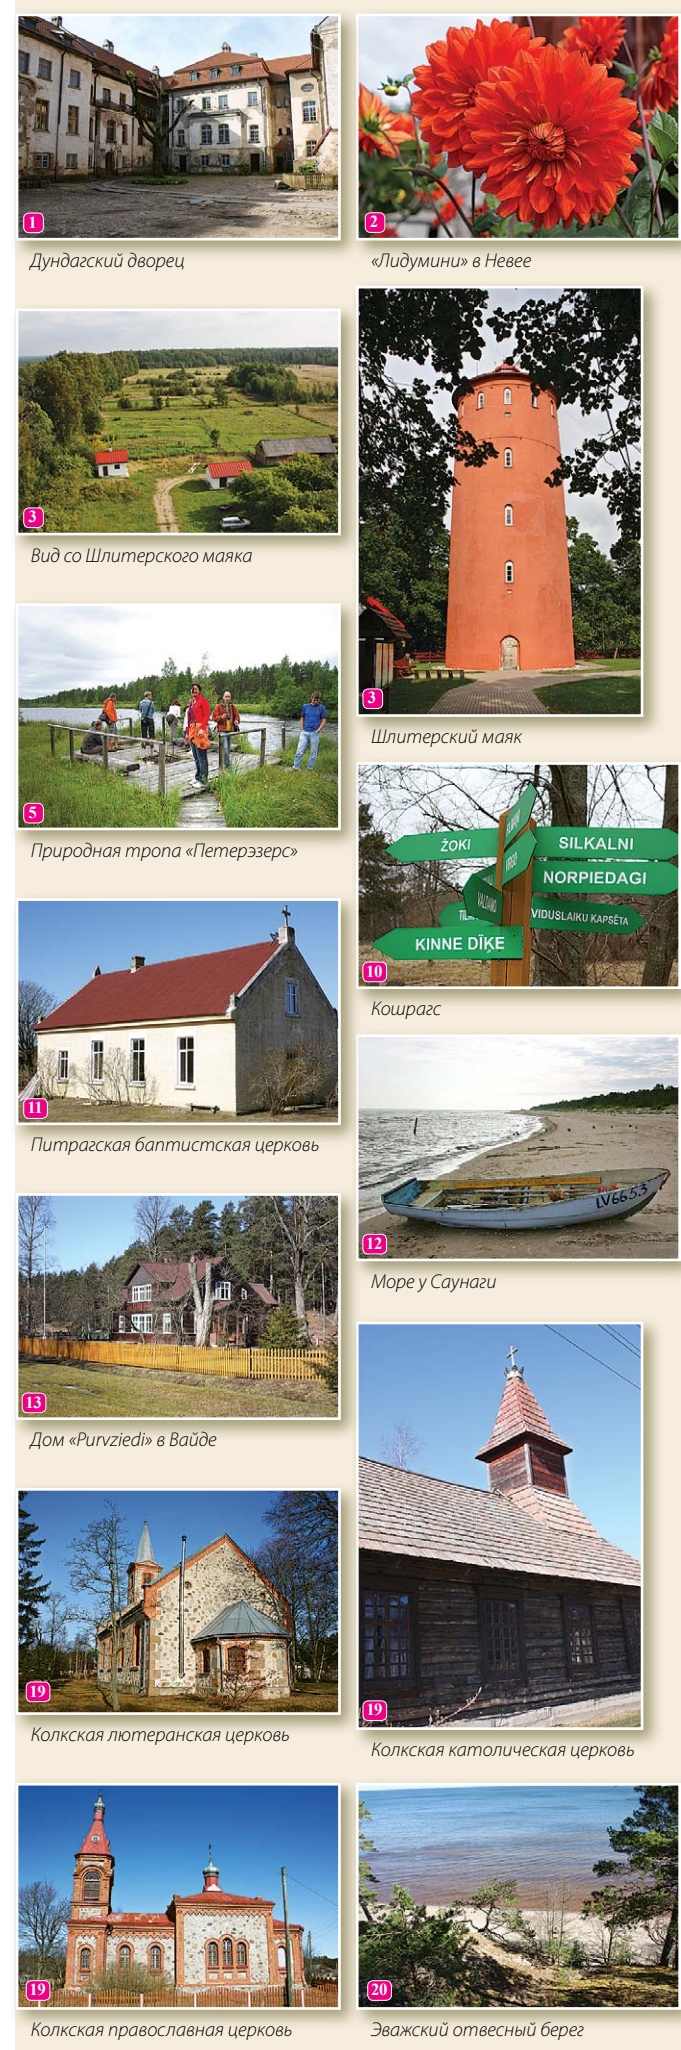 1
Дундагский дворец
2
«Лидумини» в Невее
3
Вид со Шлитерского маяка
3
Шлитерский маяк
5
Природная тропа «Петерэзерс»
ŽOKI
SILKALNI
NORPIEDAGI
VALDAMO
VIDUSLAIKU KAPSĒTA
KINNE DĪĶE
10
Кошрагс
11
Питрагская баптистская церковь
LV6653
12
Море у Саунаги
13
Дом «Purvziedi» в Вайде
19
Колкская лютеранская церковь
19
Колкская католическая церковь
19
Колкская православная церковь
20
Эважский отвесный берег